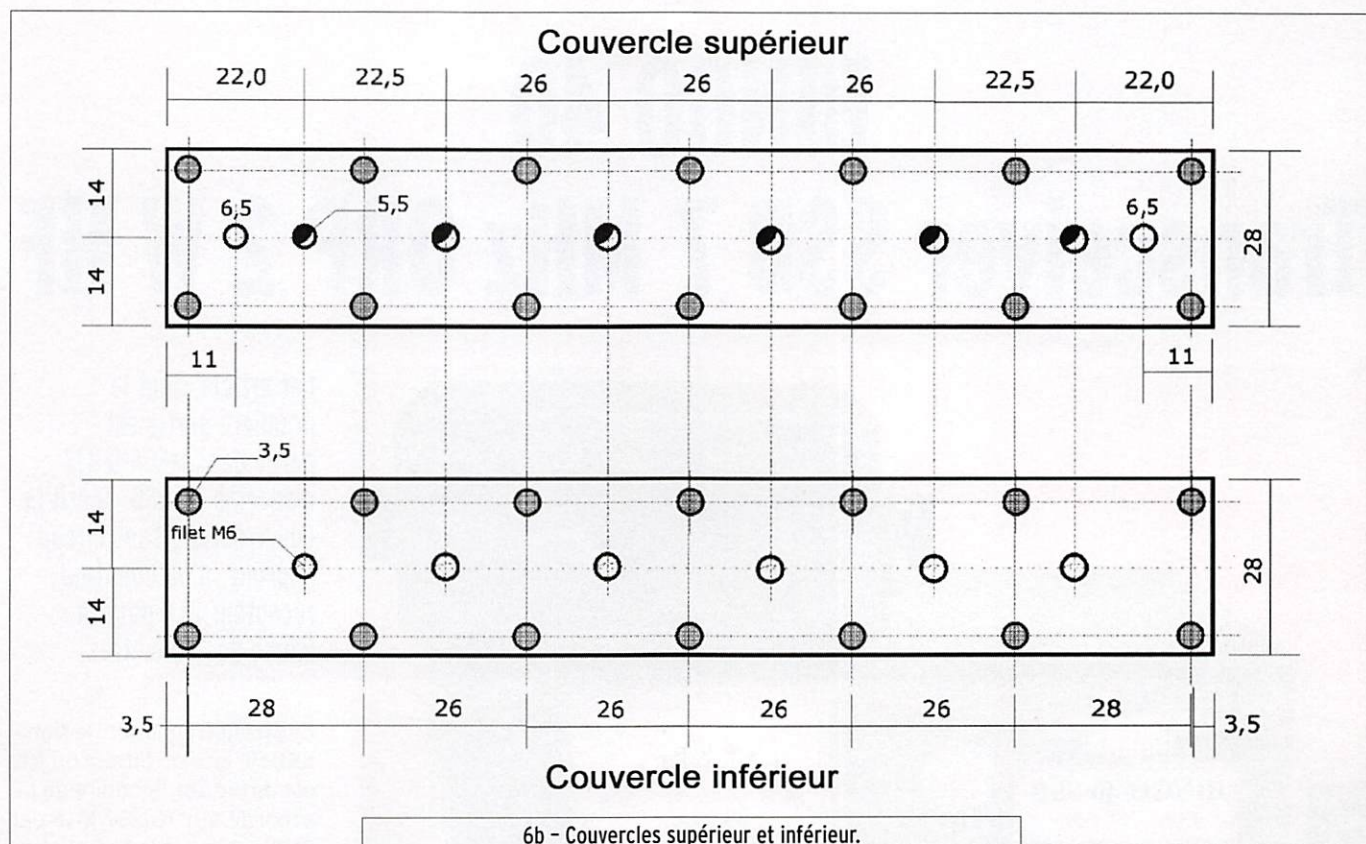 Couvercle supérieur
22,0 22,5 26 26 26 22,5 22,0
14
14
6,5
5,5
6,5
28
11
11
3,5
14
filet M6
14
28
3,5 28 26 26 26 26 28 3,5
Couvercle inférieur
6b – Couvercles supérieur et inférieur.